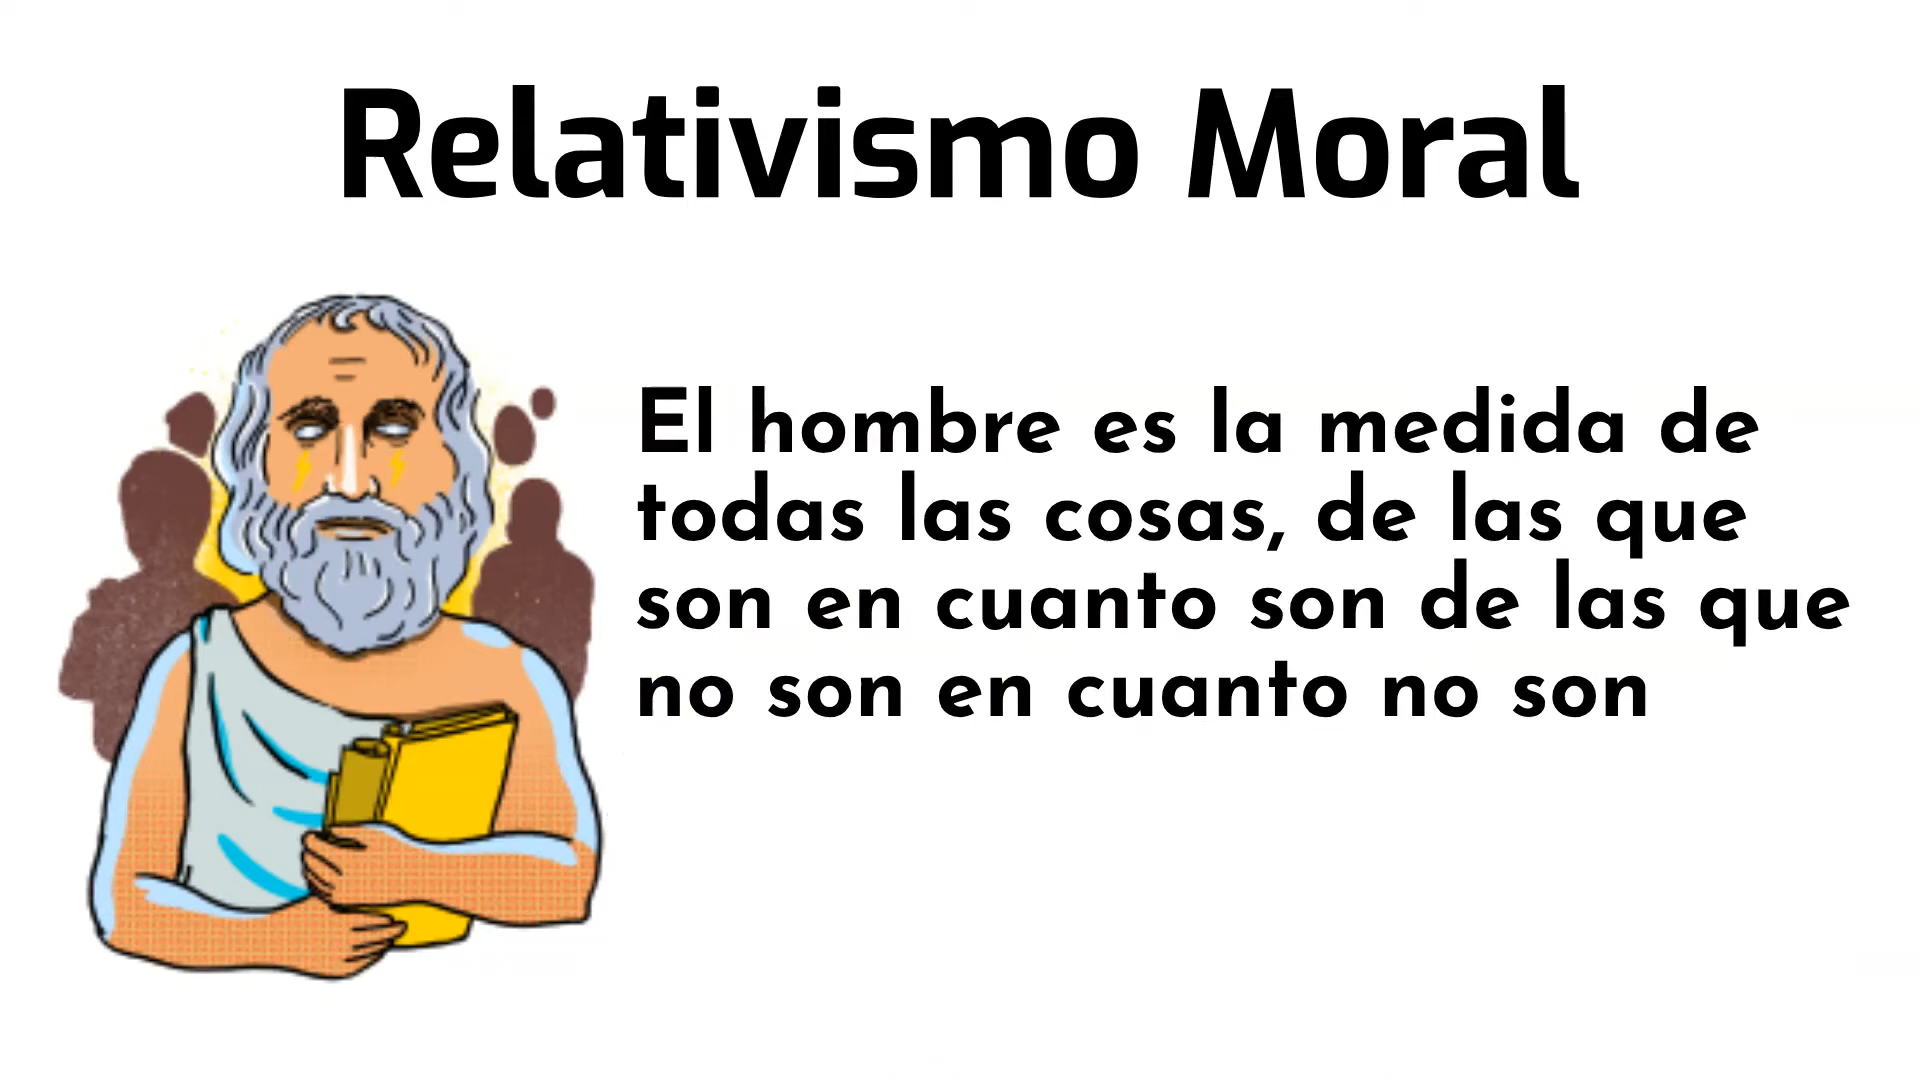 Relativismo Moral
El hombre es la medida de
todas las cosas, de las que
son en cuanto son de las que
no son en cuanto no son